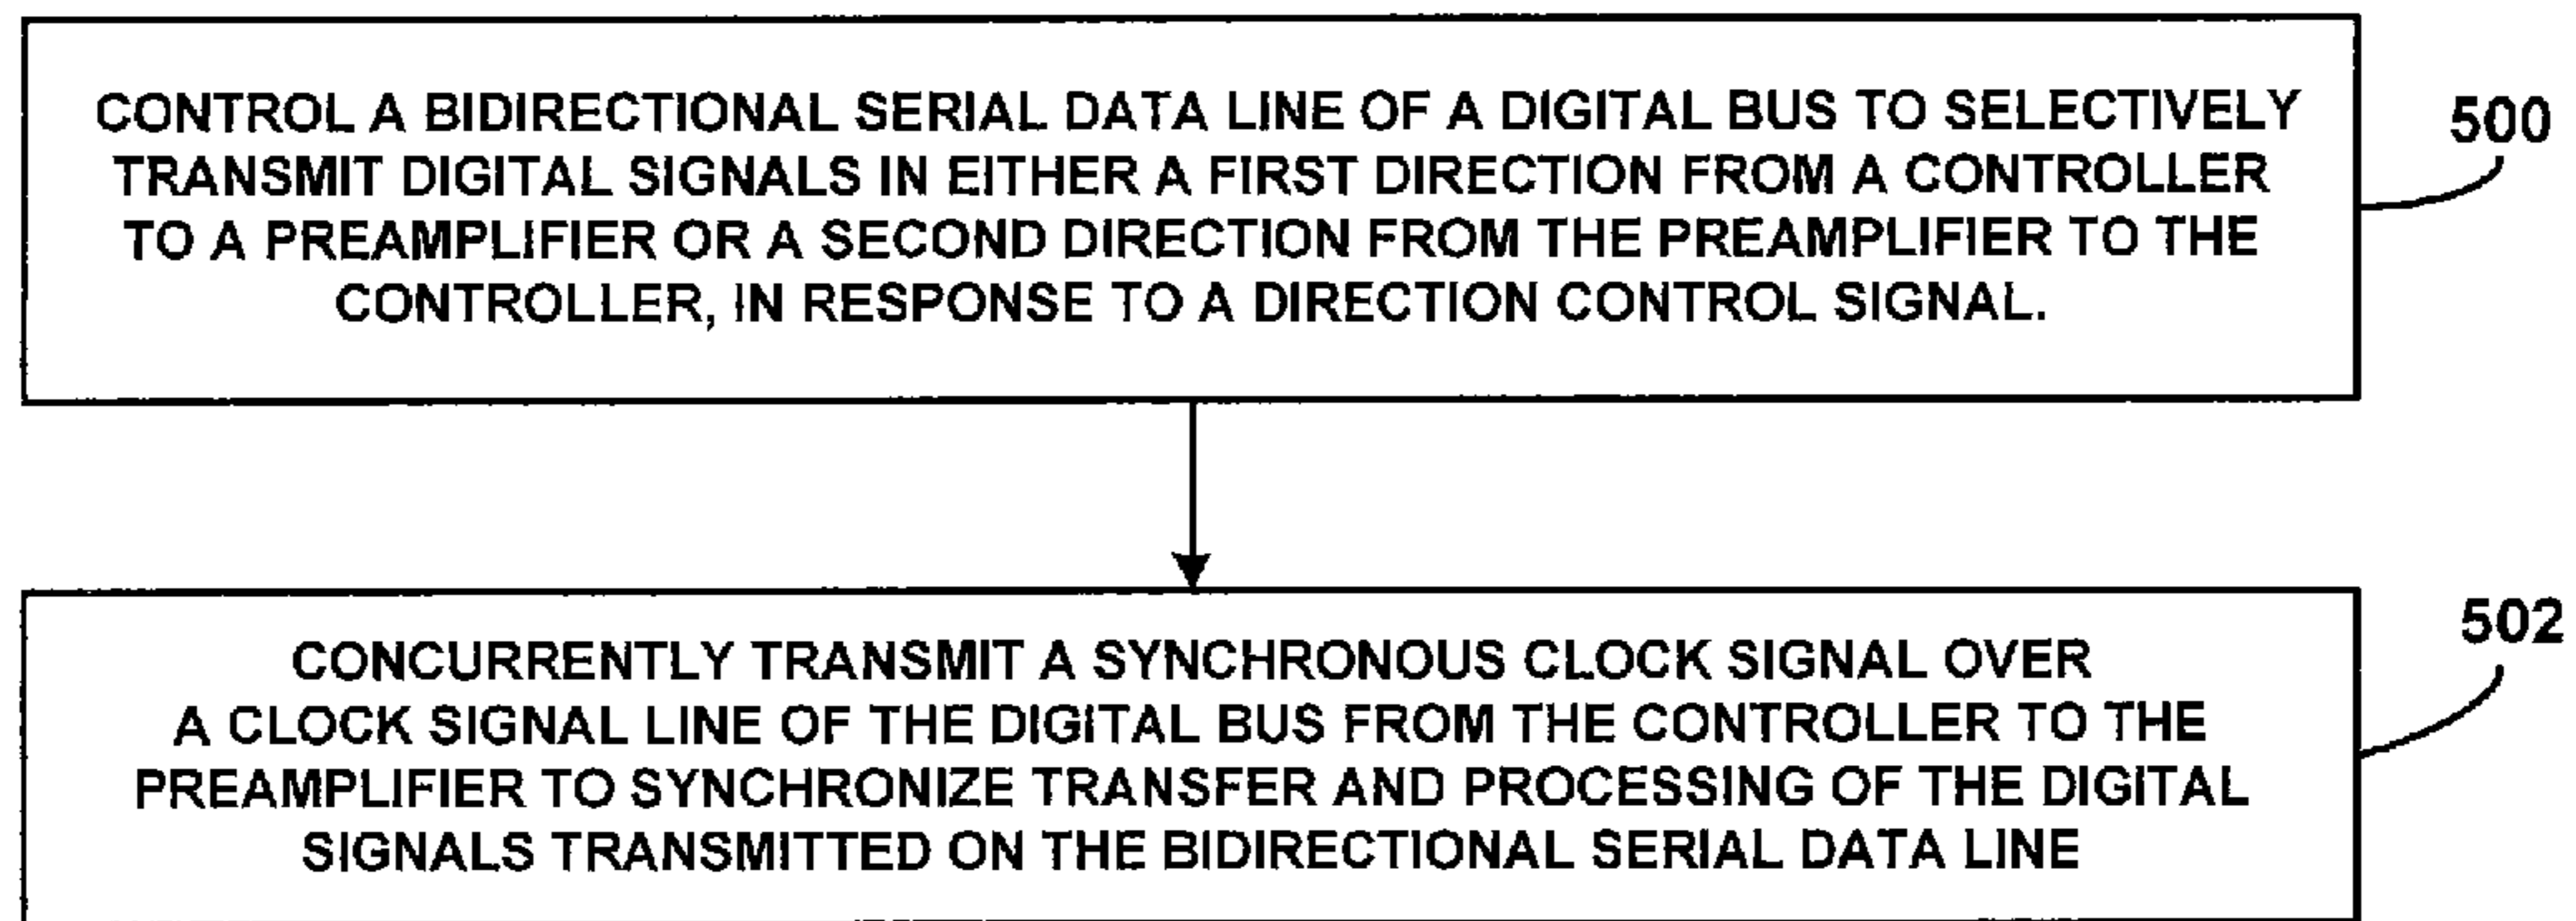 CONTROL A BIDIRECTIONAL SERIAL DATA LINE OF A DIGITAL BUS TO SELECTIVELY
TRANSMIT DIGITAL SIGNALS IN EITHER A FIRST DIRECTION FROM A CONTROLLER
TO A PREAMPLIFIER OR A SECOND DIRECTION FROM THE PREAMPLIFIER TO THE
CONTROLLER, IN RESPONSE TO A DIRECTION CONTROL SIGNAL.
500
CONCURRENTLY TRANSMIT A SYNCHRONOUS CLOCK SIGNAL OVER
A CLOCK SIGNAL LINE OF THE DIGITAL BUS FROM THE CONTROLLER TO THE
PREAMPLIFIER TO SYNCHRONIZE TRANSFER AND PROCESSING OF THE DIGITAL
SIGNALS TRANSMITTED ON THE BIDIRECTIONAL SERIAL DATA LINE
502